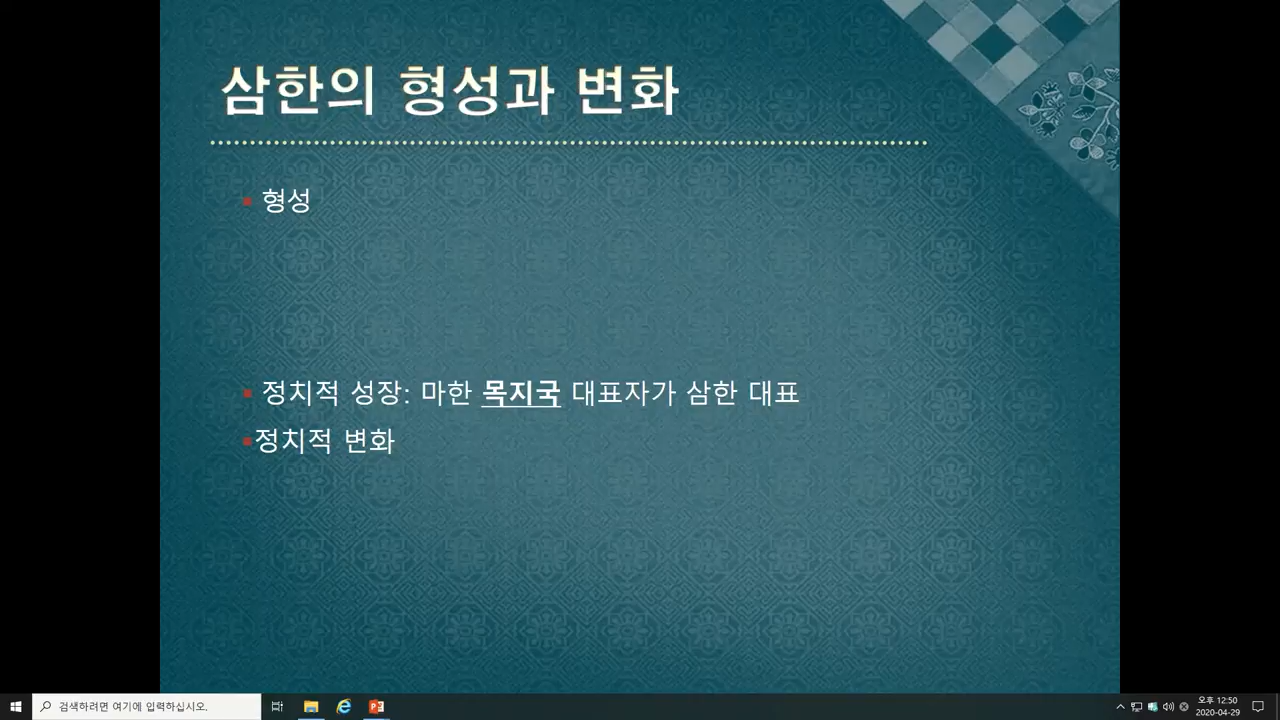 삼한의 형성과 변화
형성
정치적 성장: 마한 목지국 대표자가 삼한 대표
정치적 변화
검색하려면 여기에 입력하십시오.
오후 12:50
2020-04-29